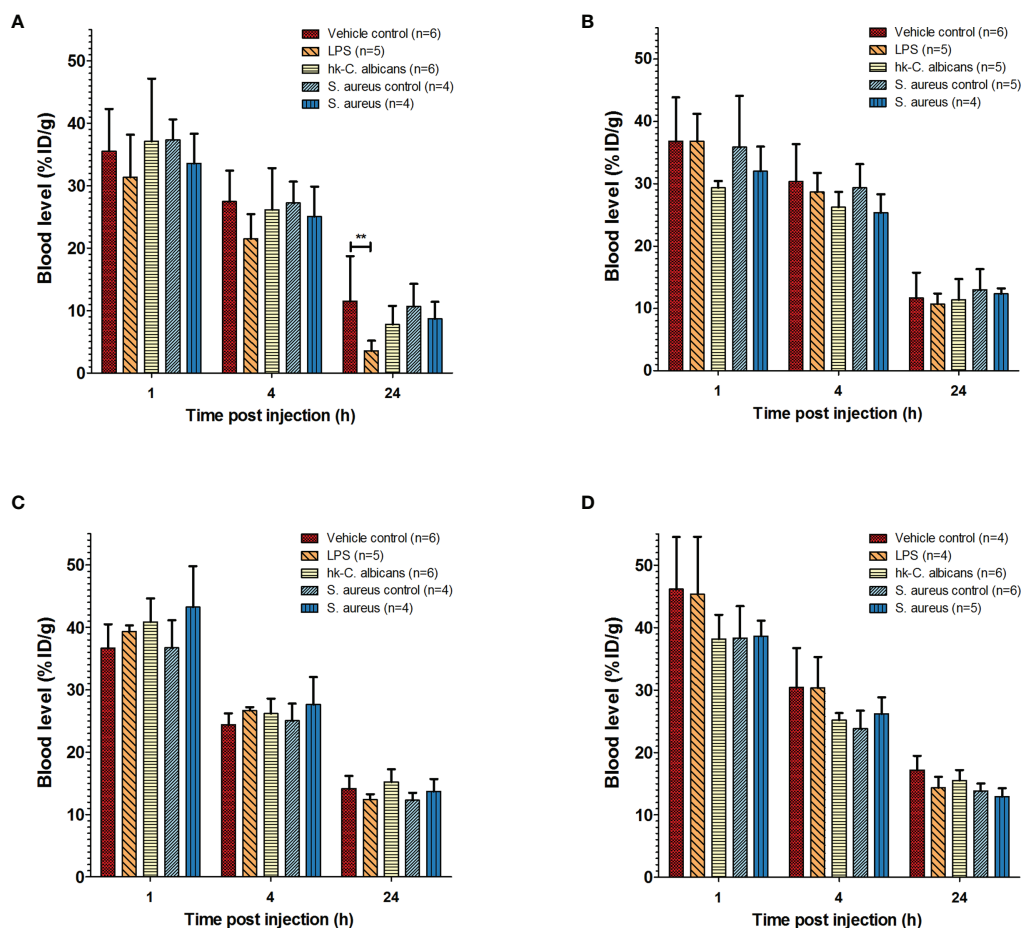 A
Vehicle control (n=6)
LPS (n=5)
hk-C. albicans (n=6)
S. aureus control (n=4)
S. aureus (n=4)
Blood level (%ID/g)
50
40
30
20
10
0
**
1 4 24
Time post injection (h)
B
Vehicle control (n=6)
LPS (n=5)
hk-C. albicans (n=5)
S. aureus control (n=5)
S. aureus (n=4)
Blood level (%ID/g)
50
40
30
20
10
0
1 4 24
Time post injection (h)
C
Vehicle control (n=6)
LPS (n=5)
hk-C. albicans (n=6)
S. aureus control (n=4)
S. aureus (n=4)
Blood level (%ID/g)
50
40
30
20
10
0
1 4 24
Time post injection (h)
D
Vehicle control (n=4)
LPS (n=4)
hk-C. albicans (n=6)
S. aureus control (n=6)
S. aureus (n=5)
Blood level (%ID/g)
50
40
30
20
10
0
1 4 24
Time post injection (h)